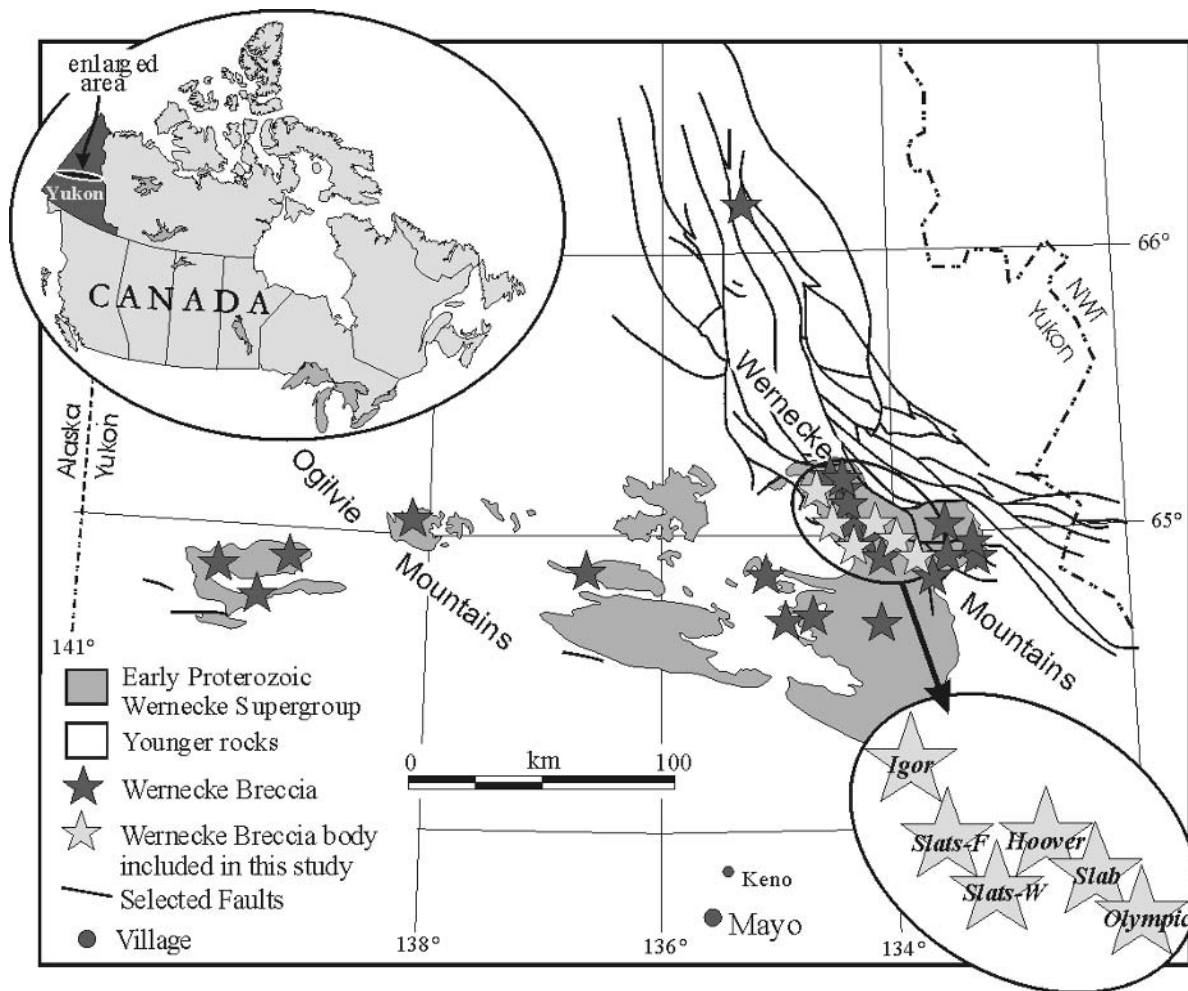 enlarged
area
Yukon
CANADA
66°
NWT
Yukon
Wernecke
Alaska
Yukon
Ogilvie
65°
Mountains
Mountains
141°
Early Proterozoic
Wernecke Supergroup
Younger rocks
Wernecke Breccia
Wernecke Breccia body
included in this study
Selected Faults
Village
km
0
100
Igor
Slats-F
Hoover
Slats-W
Slab
Olympic
Keno
Mayo
138°
136°
134°